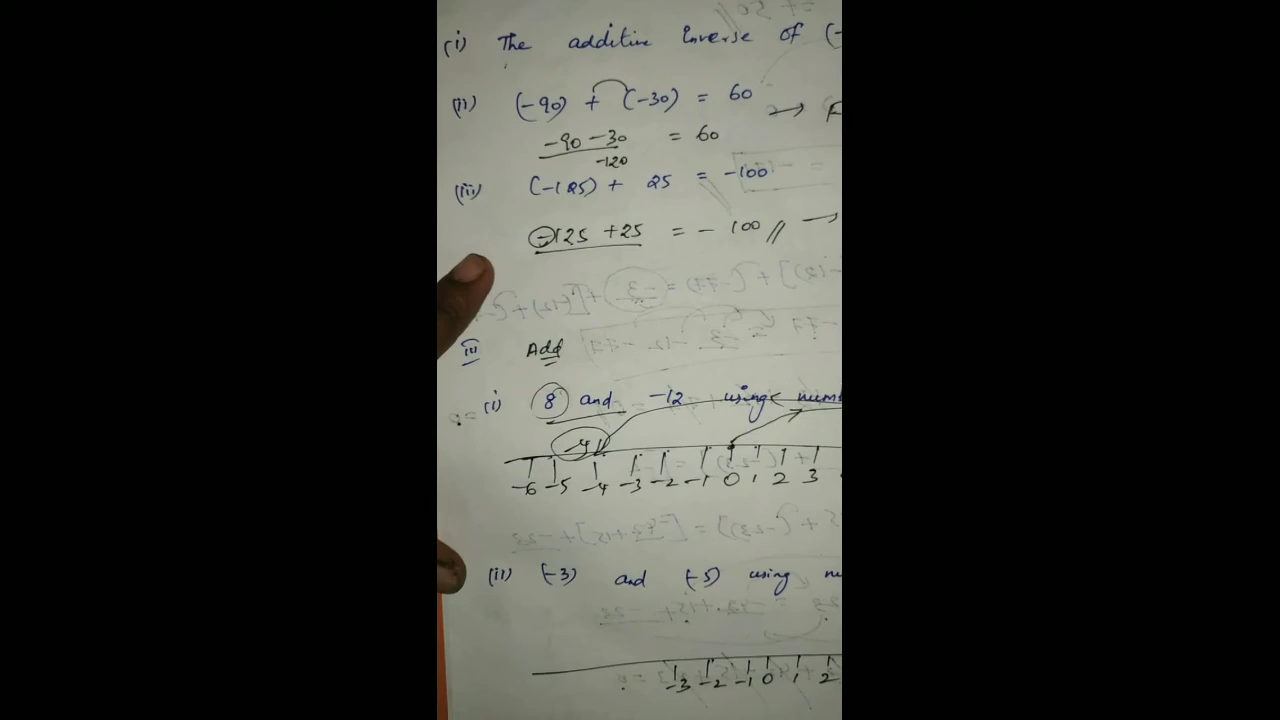 (i) The additive Inverse of (-
(ii) (-90) + (-30) = 60
-90 -30 = 60 → F
-120
(iii) (-125) + 25 = -100
-125 +25 = - 100 // →
III Add
(i) 8 and -12 using num
-4
-6 -5 -4 -3 -2 -1 0 1 2 3
(ii) (-3) and (-5) using nu
-3 -2 -1 0 1 2